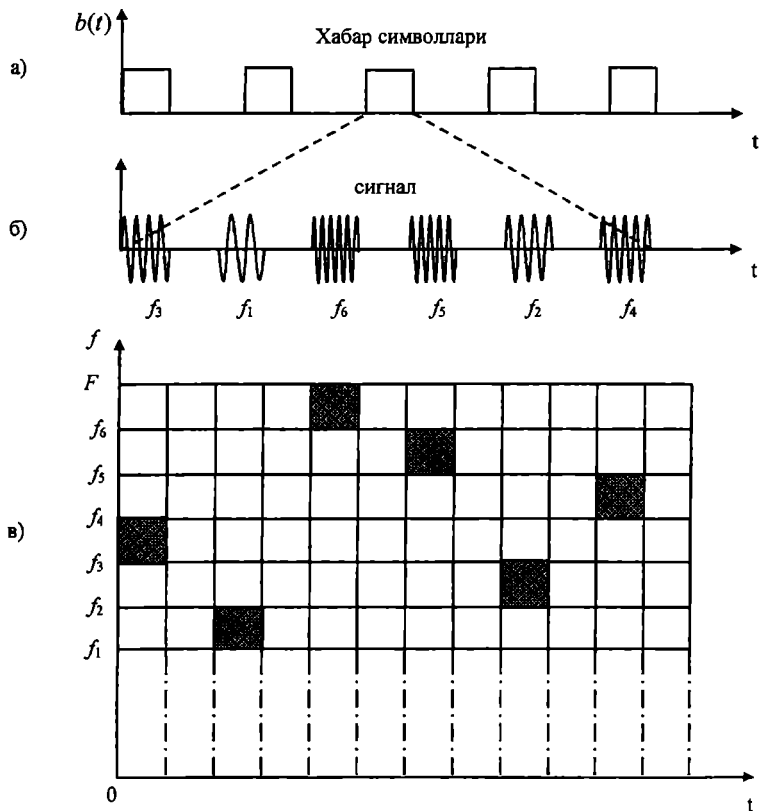 b(t)
Хабар символлари
а)
t
сигнал
б)
t
f₃ f₁ f₆ f₅ f₂ f₄
f
F
f₆
f₅
f₄
в)
f₃
f₂
f₁
0
t